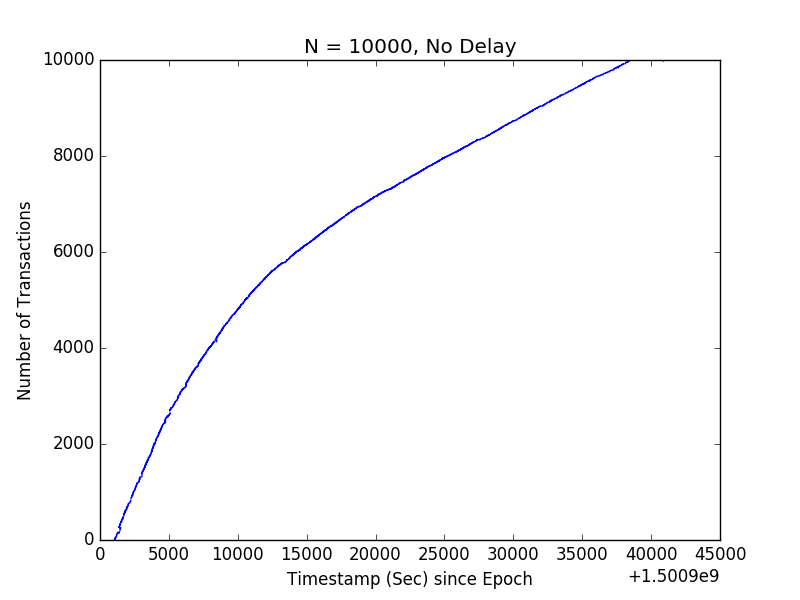 N = 10000, No Delay
10000
8000
6000
4000
2000
0
Number of Transactions
0 5000 10000 15000 20000 25000 30000 35000 40000 45000
Timestamp (Sec) since Epoch
+1.5009e9